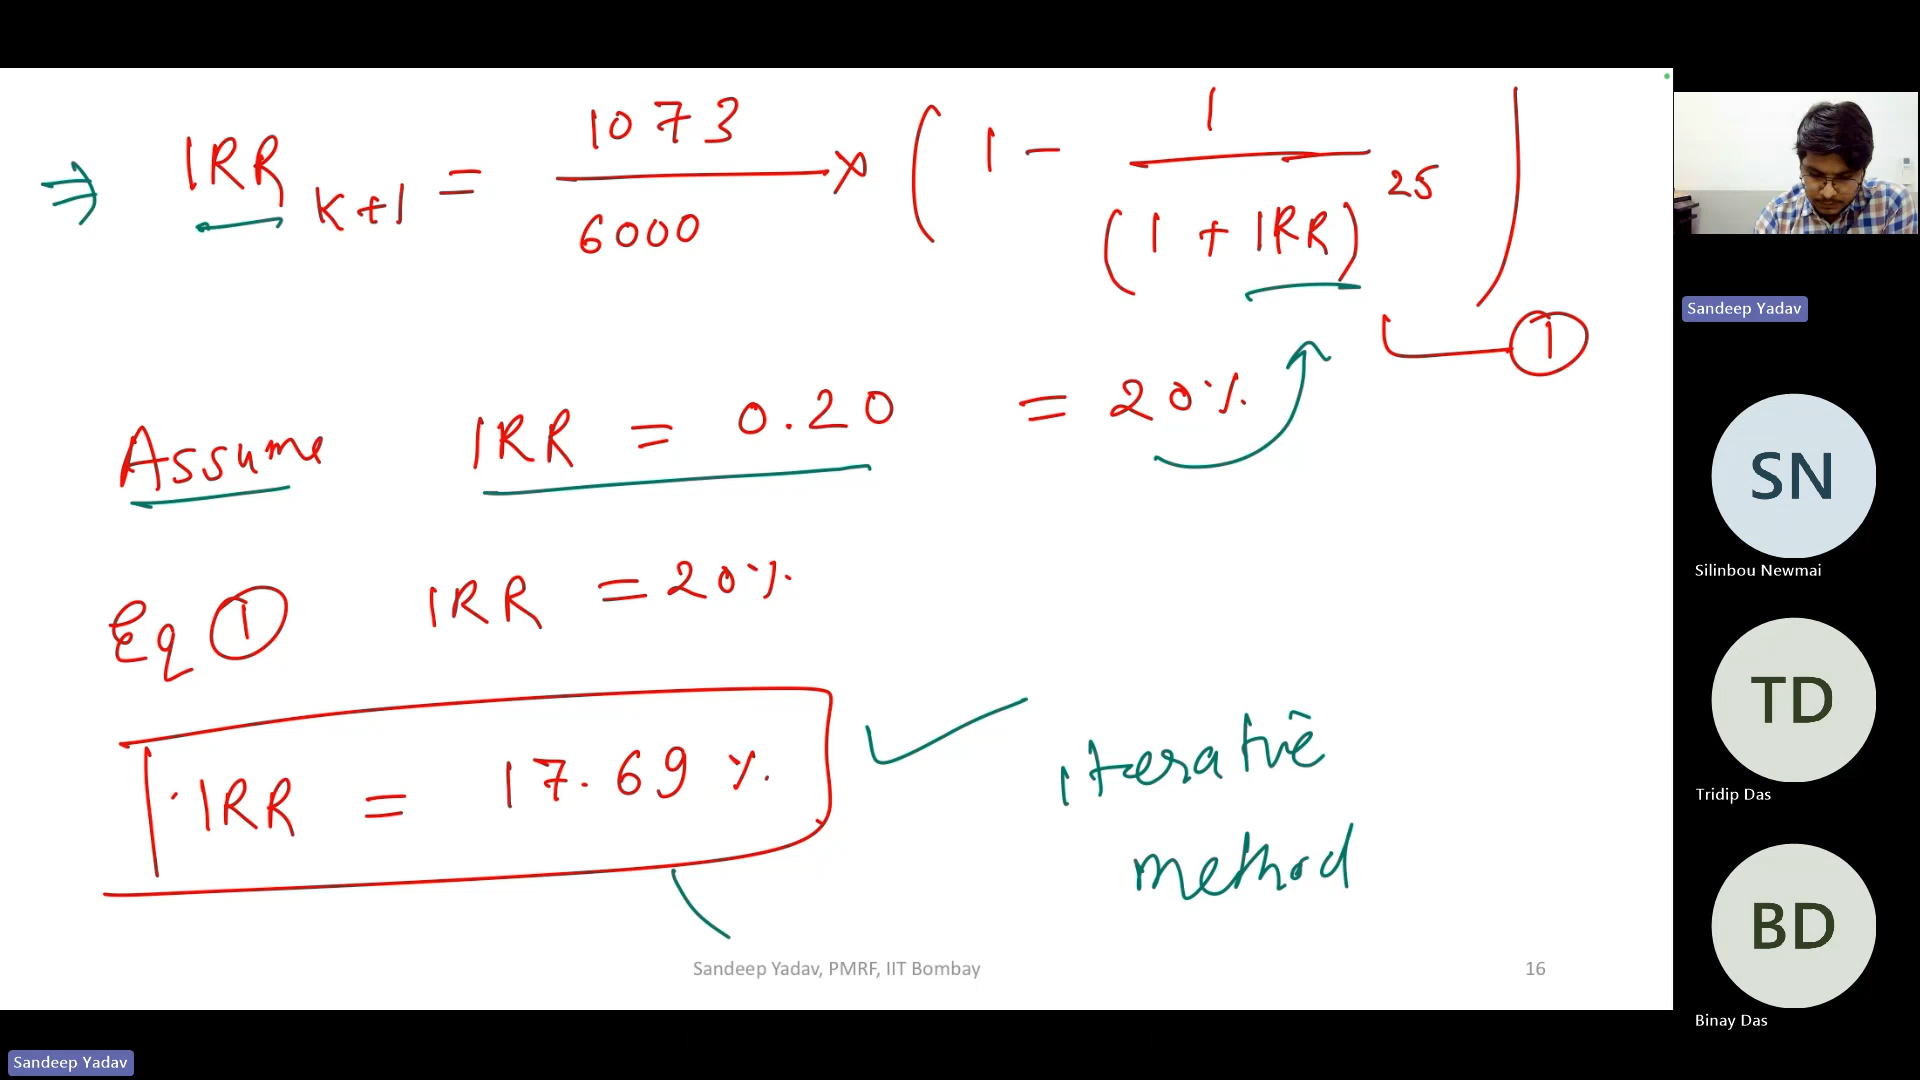 ⇒ IRR K+1 = 1073 / 6000 × ( 1 - 1 / (1 + IRR) 25 )
①
Assume IRR = 0.20 = 20%
Eq ① IRR = 20%
IRR = 17.69 %
iterative
method
Sandeep Yadav, PMRF, IIT Bombay
16
Sandeep Yadav
SN
Silinbou Newmai
TD
Tridip Das
BD
Binay Das
Sandeep Yadav